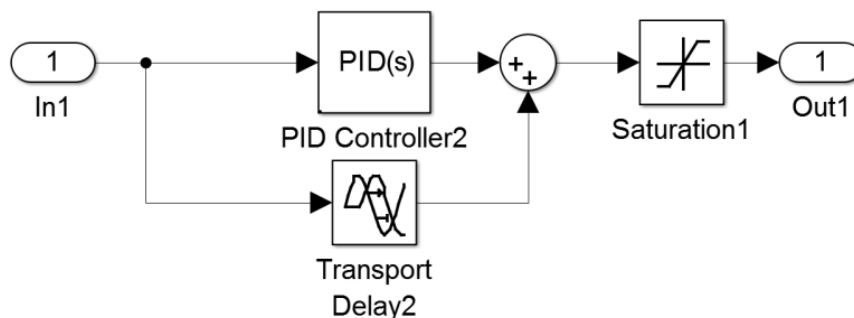 1
PID(s)
+
+
1
In1
PID Controller2
Saturation1
Out1
Transport
Delay2